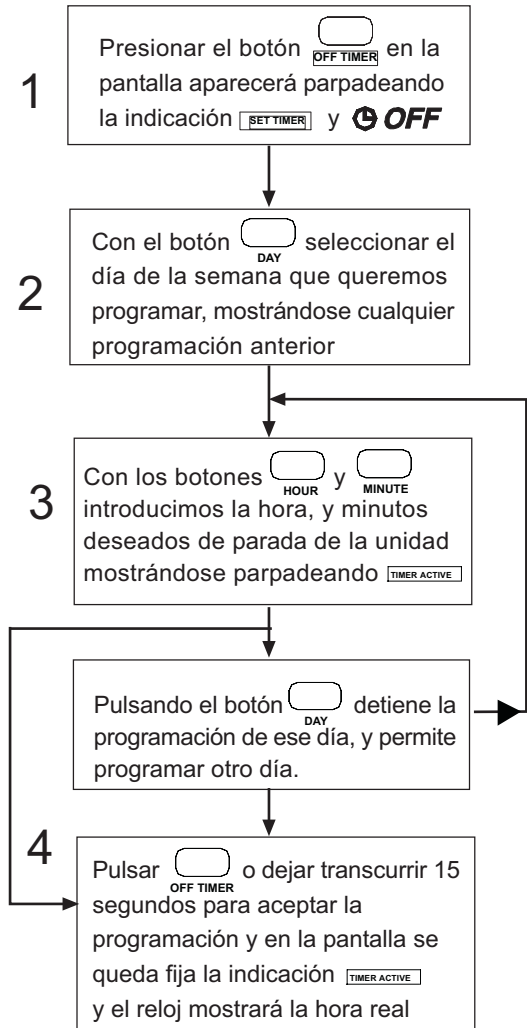 1
Presionar el botón OFF TIMER en la
pantalla aparecerá parpadeando
la indicación SET TIMER y OFF
2
Con el botón DAY seleccionar el
día de la semana que queremos
programar, mostrándose cualquier
programación anterior
3
Con los botones HOUR y MINUTE
introducimos la hora, y minutos
deseados de parada de la unidad
mostrándose parpadeando TIMER ACTIVE
Pulsando el botón DAY detiene la
programación de ese día, y permite
programar otro día.
4
Pulsar OFF TIMER o dejar transcurrir 15
segundos para aceptar la
programación y en la pantalla se
queda fija la indicación TIMER ACTIVE
y el reloj mostrará la hora real